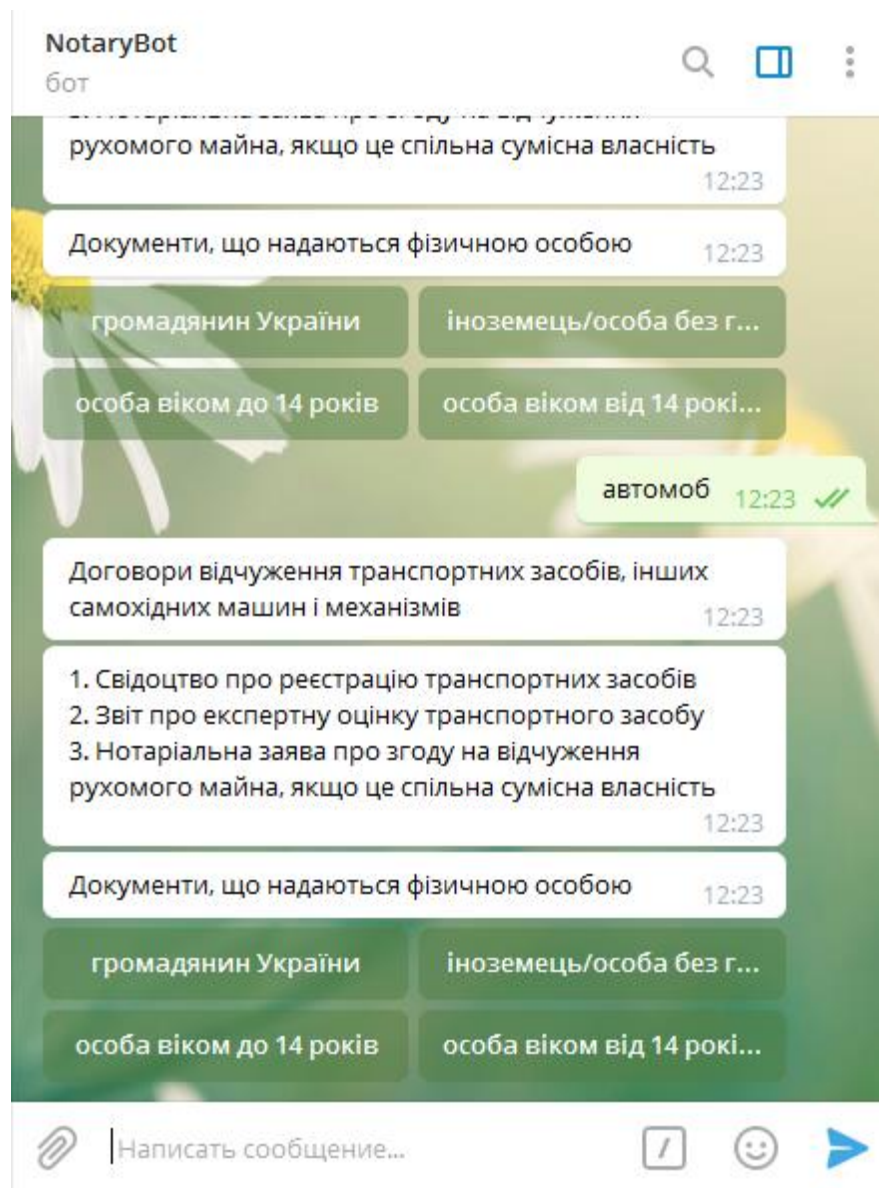 NotaryBot
бот
рухомого майна, якщо це спільна сумісна власність
12:23
Документи, що надаються фізичною особою 12:23
громадянин України іноземець/особа без г...
особа віком до 14 років особа віком від 14 рокі...
автомоб 12:23
Договори відчуження транспортних засобів, інших
самохідних машин і механізмів 12:23
1. Свідоцтво про реєстрацію транспортних засобів
2. Звіт про експертну оцінку транспортного засобу
3. Нотаріальна заява про згоду на відчуження
рухомого майна, якщо це спільна сумісна власність
12:23
Документи, що надаються фізичною особою 12:23
громадянин України іноземець/особа без г...
особа віком до 14 років особа віком від 14 рокі...
Написать сообщение...